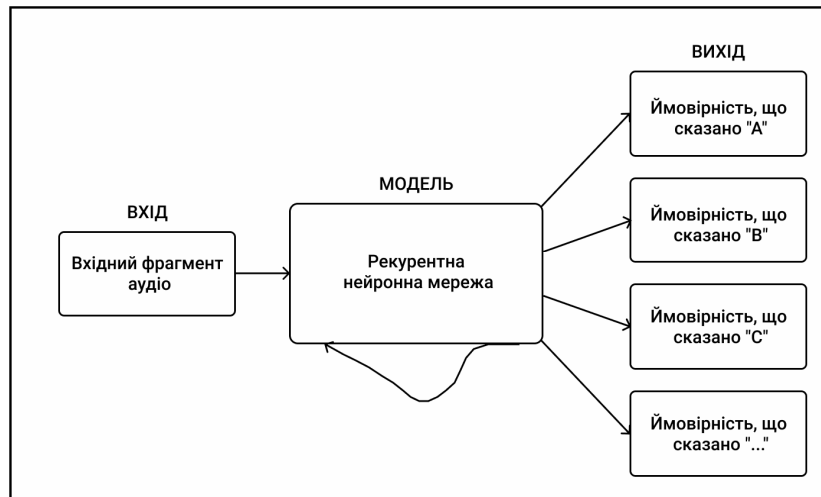 ВХІД
Вхідний фрагмент
аудіо
МОДЕЛЬ
Рекурентна
нейронна мережа
ВИХІД
Ймовірність, що
сказано "A"
Ймовірність, що
сказано "B"
Ймовірність, що
сказано "C"
Ймовірність, що
сказано "..."